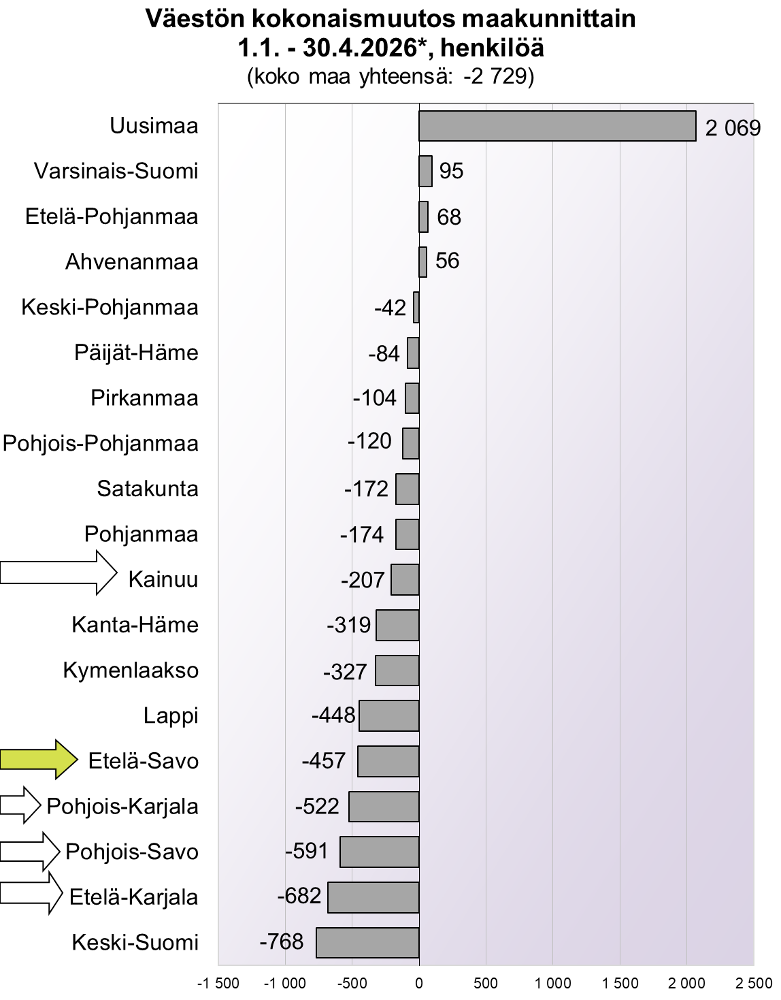 Väestön kokonaismuutos maakunnittain
1.1. - 30.4.2026*, henkilöä
(koko maa yhteensä: -2 729)
Uusimaa 2 069
Varsinais-Suomi 95
Etelä-Pohjanmaa 68
Ahvenanmaa 56
Keski-Pohjanmaa -42
Päijät-Häme -84
Pirkanmaa -104
Pohjois-Pohjanmaa -120
Satakunta -172
Pohjanmaa -174
Kainuu -207
Kanta-Häme -319
Kymenlaakso -327
Lappi -448
Etelä-Savo -457
Pohjois-Karjala -522
Pohjois-Savo -591
Etelä-Karjala -682
Keski-Suomi -768
-1 500 -1 000 -500 0 500 1 000 1 500 2 000 2 500